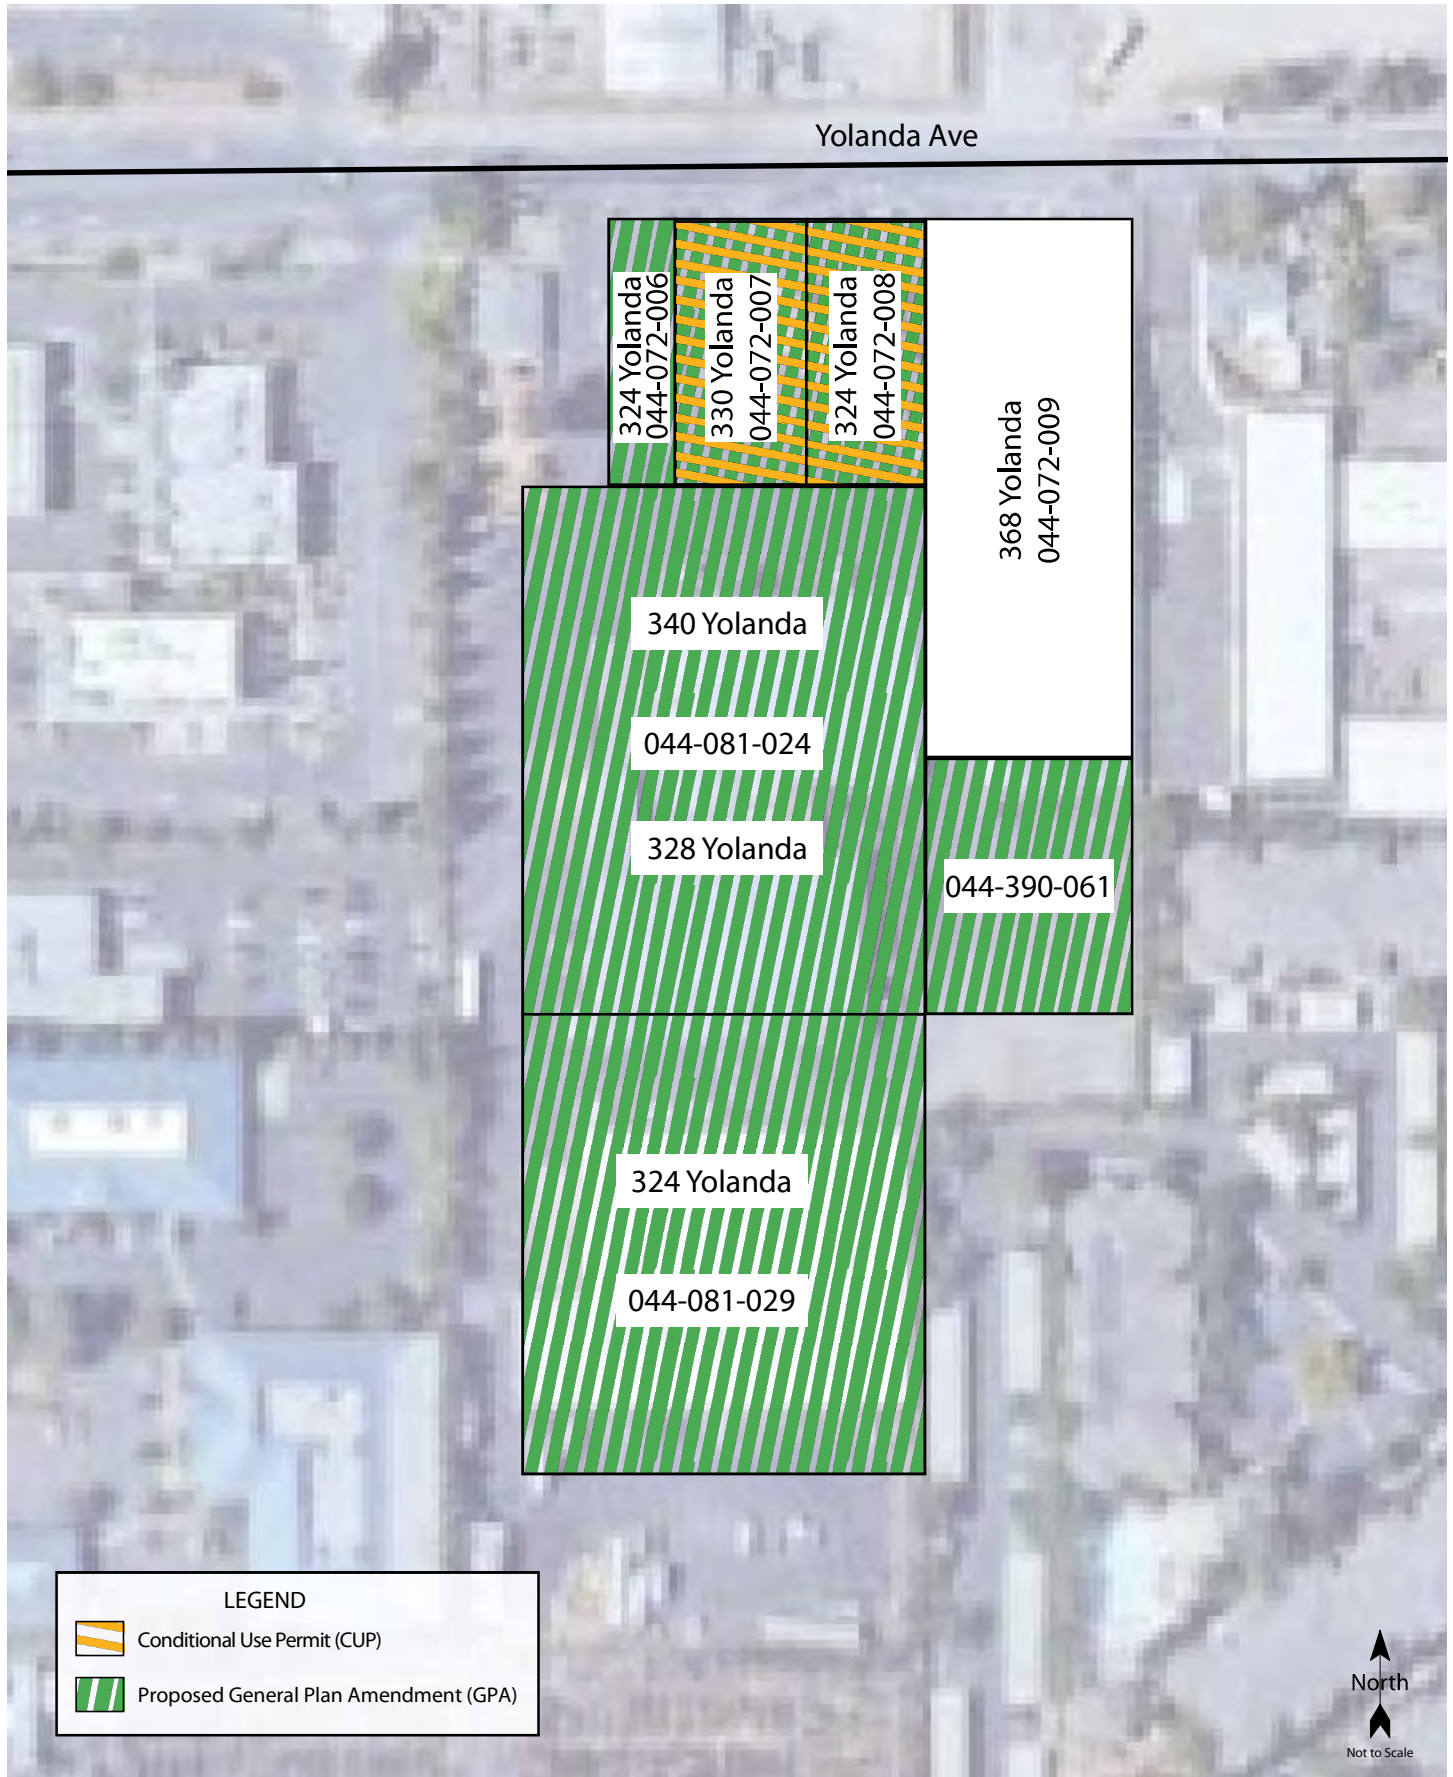 Yolanda Ave
324 Yolanda
044-072-006
330 Yolanda
044-072-007
324 Yolanda
044-072-008
368 Yolanda
044-072-009
340 Yolanda
044-081-024
328 Yolanda
044-390-061
324 Yolanda
044-081-029
LEGEND
Conditional Use Permit (CUP)
Proposed General Plan Amendment (GPA)
North
Not to Scale